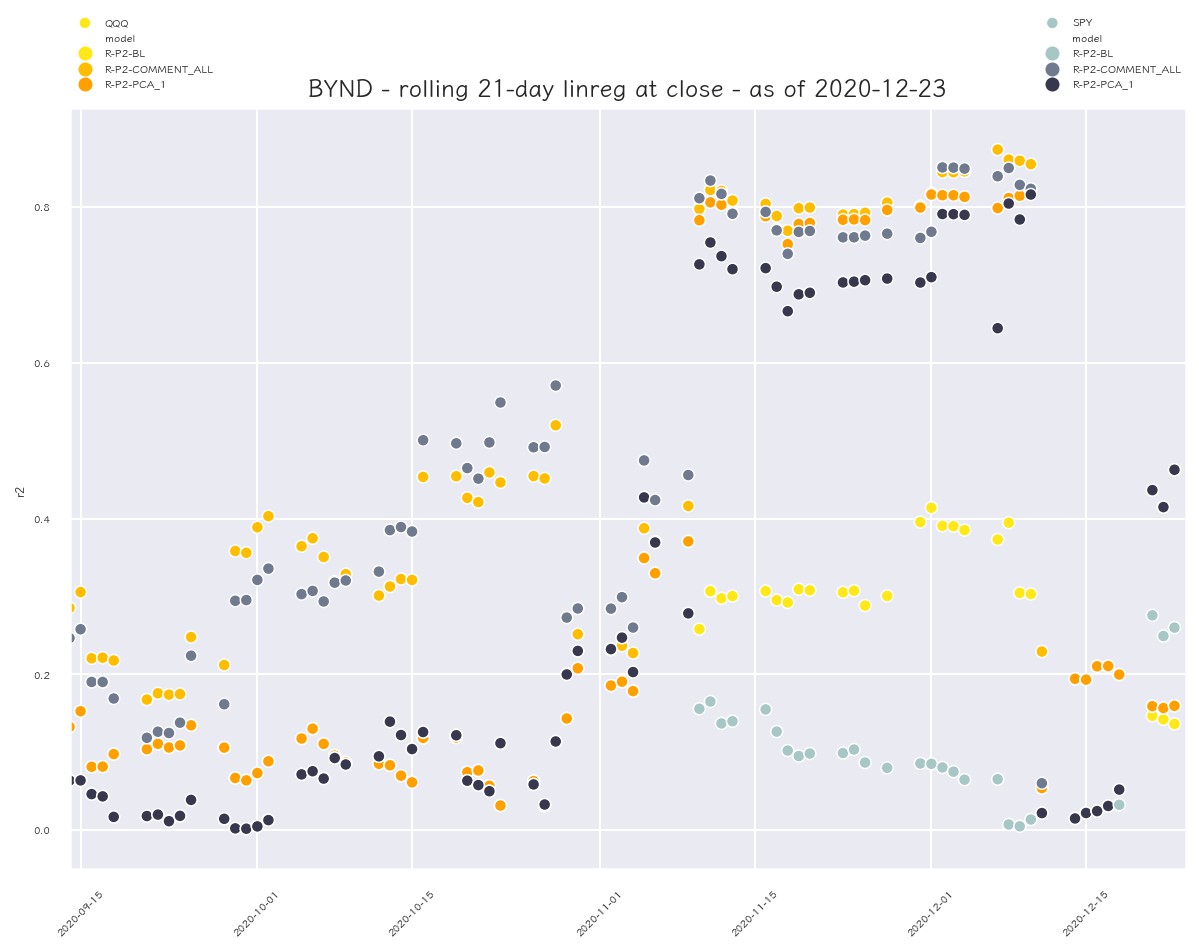 QQQ
model
R-P2-BL
R-P2-COMMENT_ALL
R-P2-PCA_1
SPY
model
R-P2-BL
R-P2-COMMENT_ALL
R-P2-PCA_1
BYND - rolling 21-day linreg at close - as of 2020-12-23
0.8
0.6
0.4
0.2
0.0
r2
2020-09-15
2020-10-01
2020-10-15
2020-11-01
2020-11-15
2020-12-01
2020-12-15